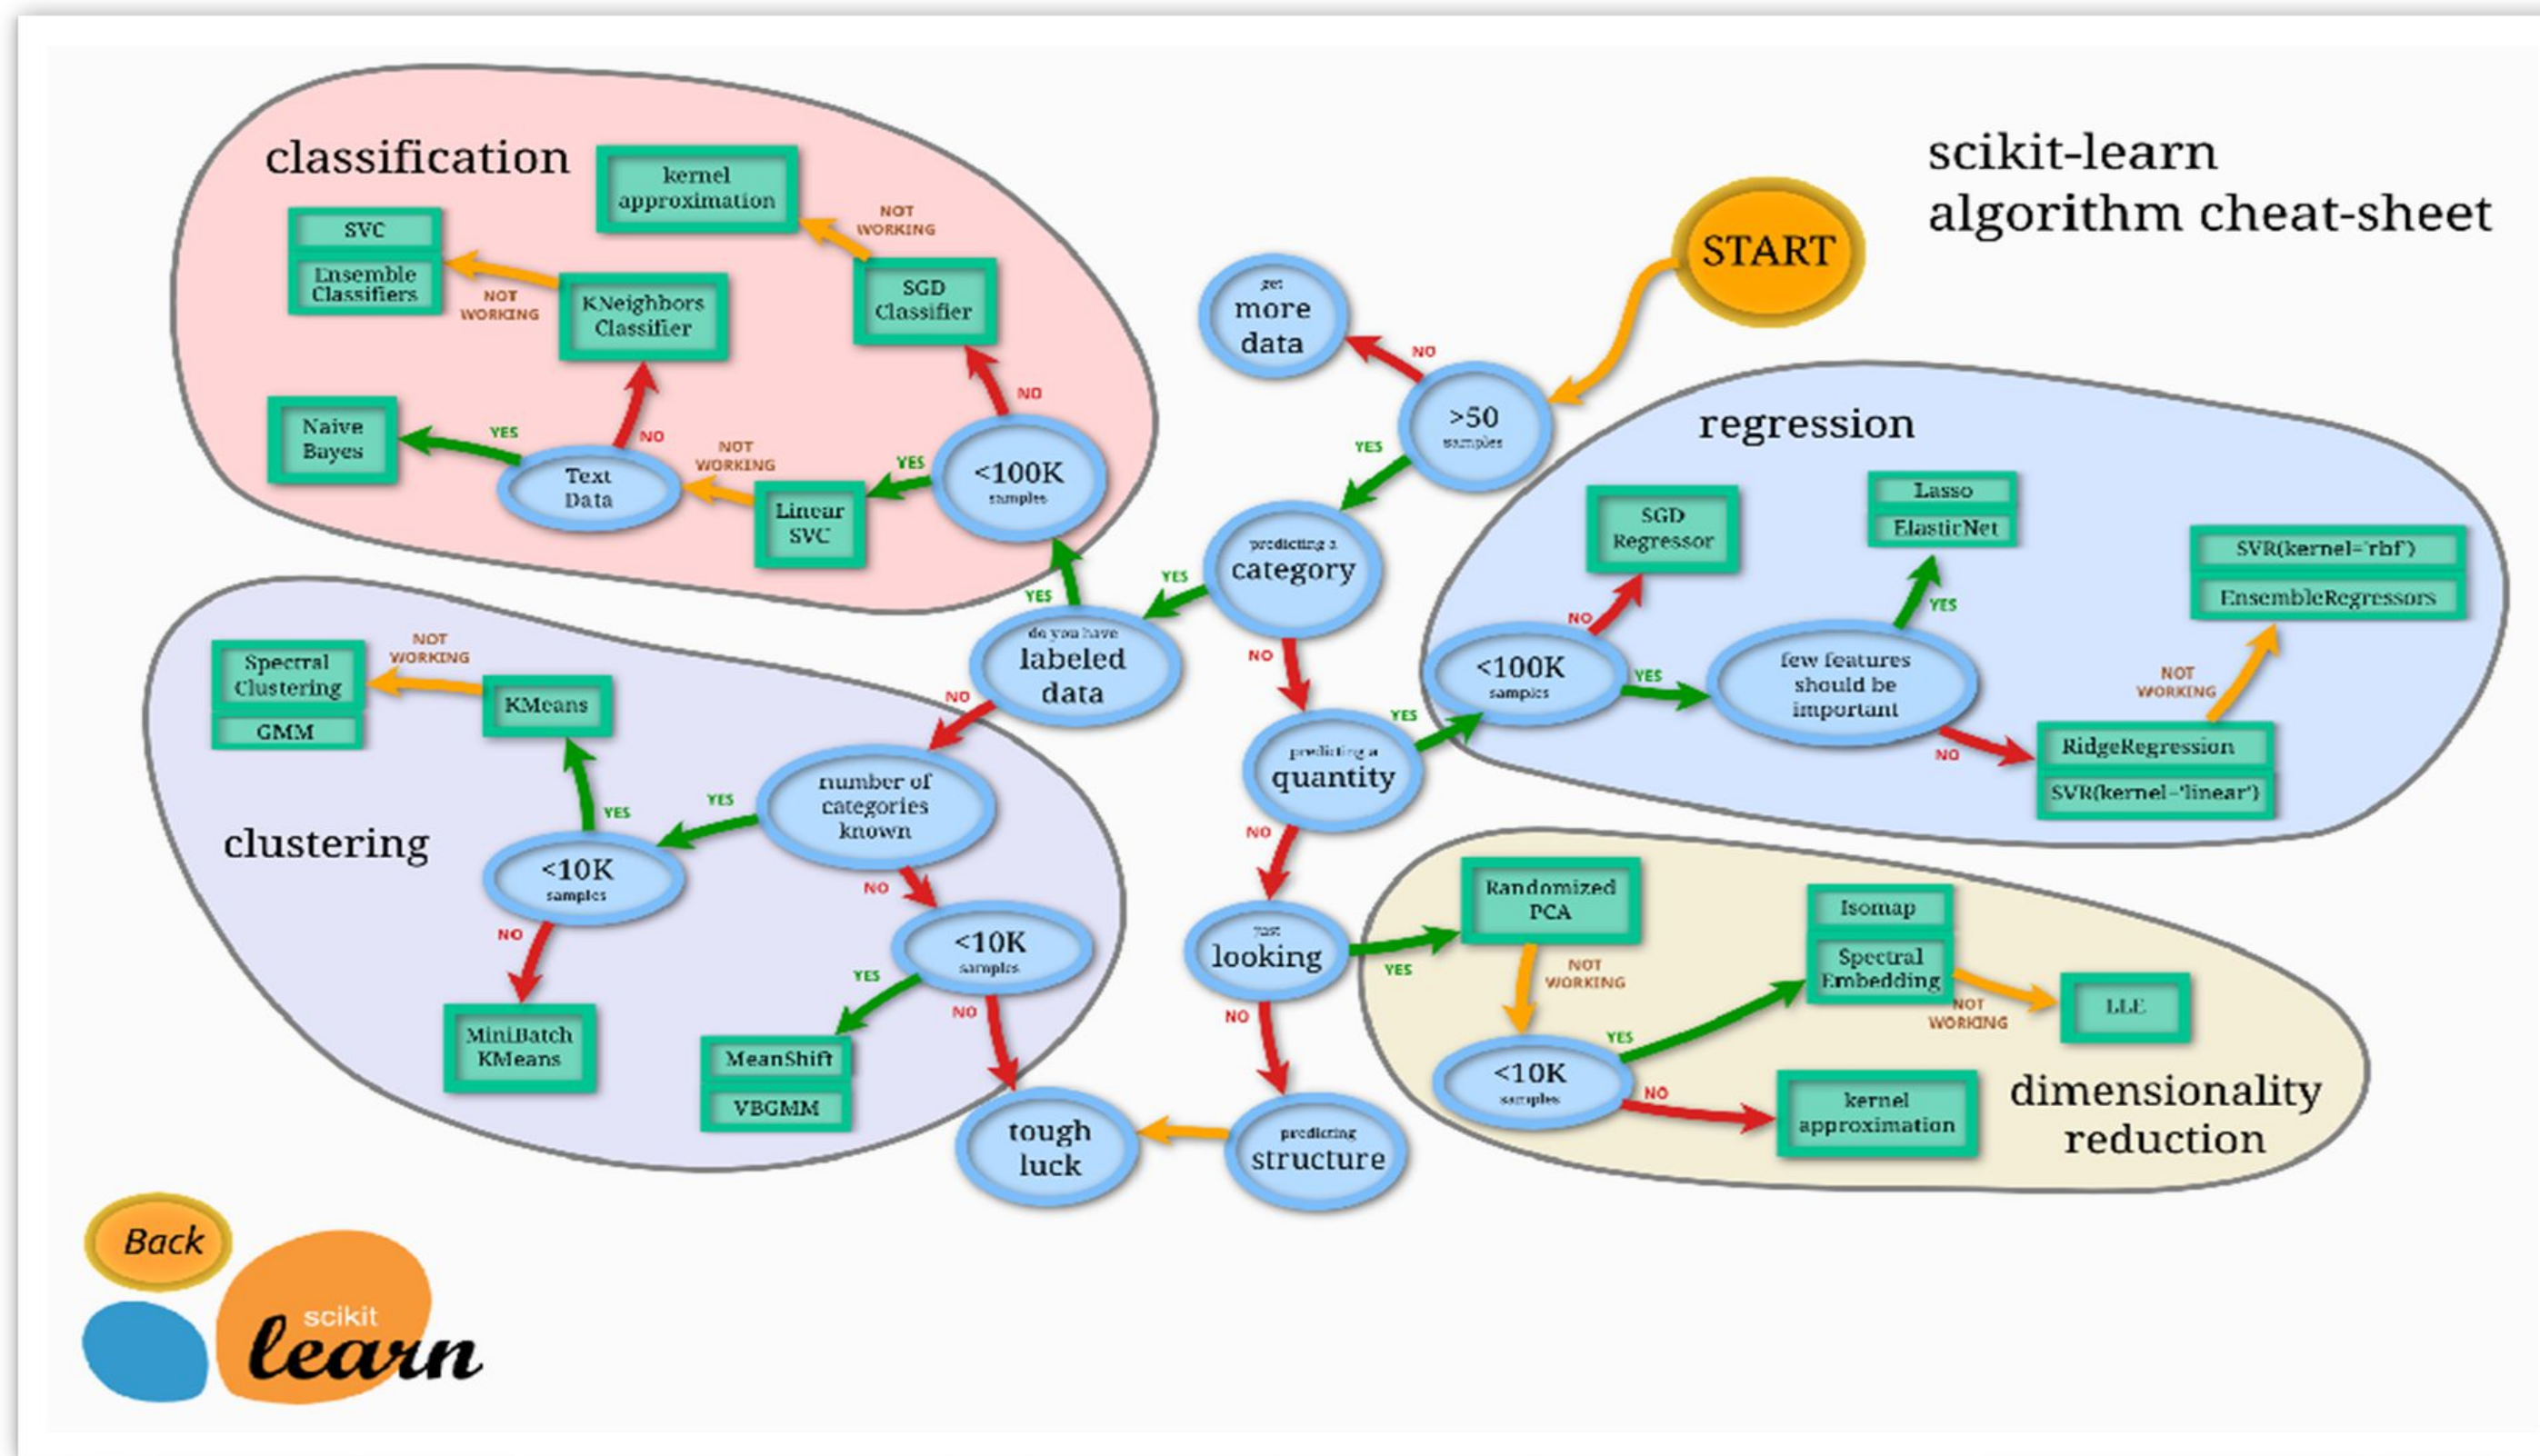 scikit-learn
algorithm cheat-sheet
START
classification
kernel
approximation
NOT
WORKING
SVC
Ensemble
Classifiers
NOT
WORKING
KNeighbors
Classifier
SGD
Classifier
NO
Naive
Bayes
YES
NO
Text
Data
NOT
WORKING
Linear
SVC
YES
<100K
samples
YES
get
more
data
NO
>50
samples
YES
predicting a
category
YES
NO
do you have
labeled
data
NO
predicting a
quantity
YES
NO
just
looking
YES
NO
predicting
structure
tough
luck
regression
SGD
Regressor
Lasso
ElasticNet
SVR(kernel='rbf')
EnsembleRegressors
NO
YES
<100K
samples
YES
few features
should be
important
NOT
WORKING
NO
RidgeRegression
SVR(kernel='linear')
clustering
Spectral
Clustering
GMM
NOT
WORKING
KMeans
YES
number of
categories
known
YES
NO
<10K
samples
NO
MiniBatch
KMeans
<10K
samples
YES
NO
MeanShift
VBGMM
dimensionality
reduction
Randomized
PCA
NOT
WORKING
Isomap
Spectral
Embedding
NOT
WORKING
LLE
YES
<10K
samples
NO
kernel
approximation
Back
scikit
learn